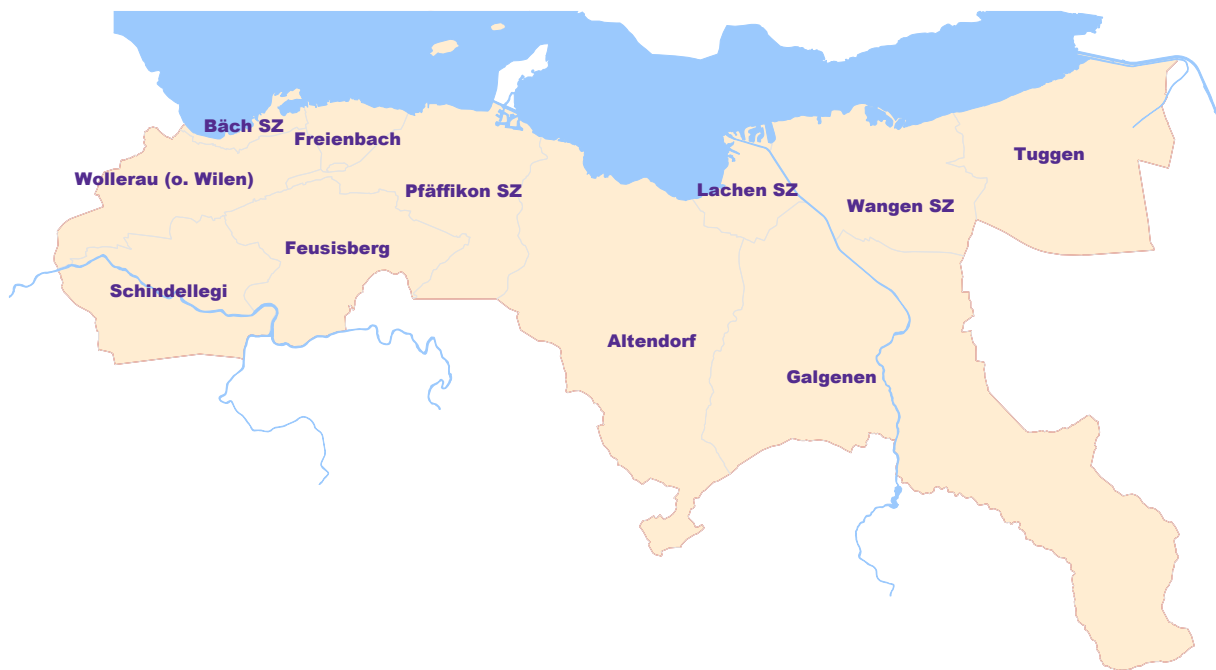 Bäch SZ
Freienbach
Tuggen
Wollerau (o. Wilen)
Pfäffikon SZ
Lachen SZ
Wangen SZ
Feusisberg
Schindellegi
Altendorf
Galgenen